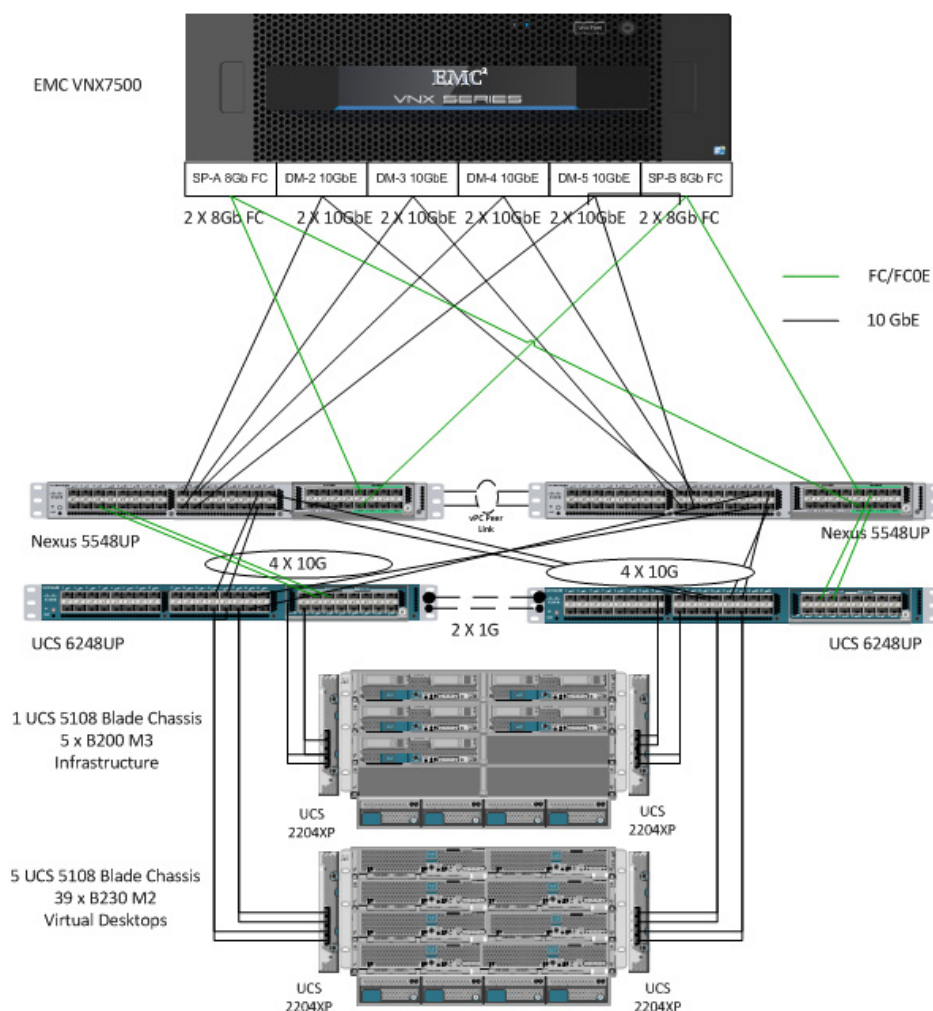 EMC²
VNX SERIES
EMC VNX7500
SP-A 8Gb FC
DM-2 10GbE
DM-3 10GbE
DM-4 10GbE
DM-5 10GbE
SP-B 8Gb FC
2 X 8Gb FC
2 X 10GbE
2 X 10GbE
2 X 10GbE
2 X 10GbE
2 X 8Gb FC
FC/FC0E
10 GbE
vPC Peer
Link
Nexus 5548UP
Nexus 5548UP
4 X 10G
4 X 10G
2 X 1G
UCS 6248UP
UCS 6248UP
1 UCS 5108 Blade Chassis
5 x B200 M3
Infrastructure
UCS
2204XP
UCS
2204XP
5 UCS 5108 Blade Chassis
39 x B230 M2
Virtual Desktops
UCS
2204XP
UCS
2204XP